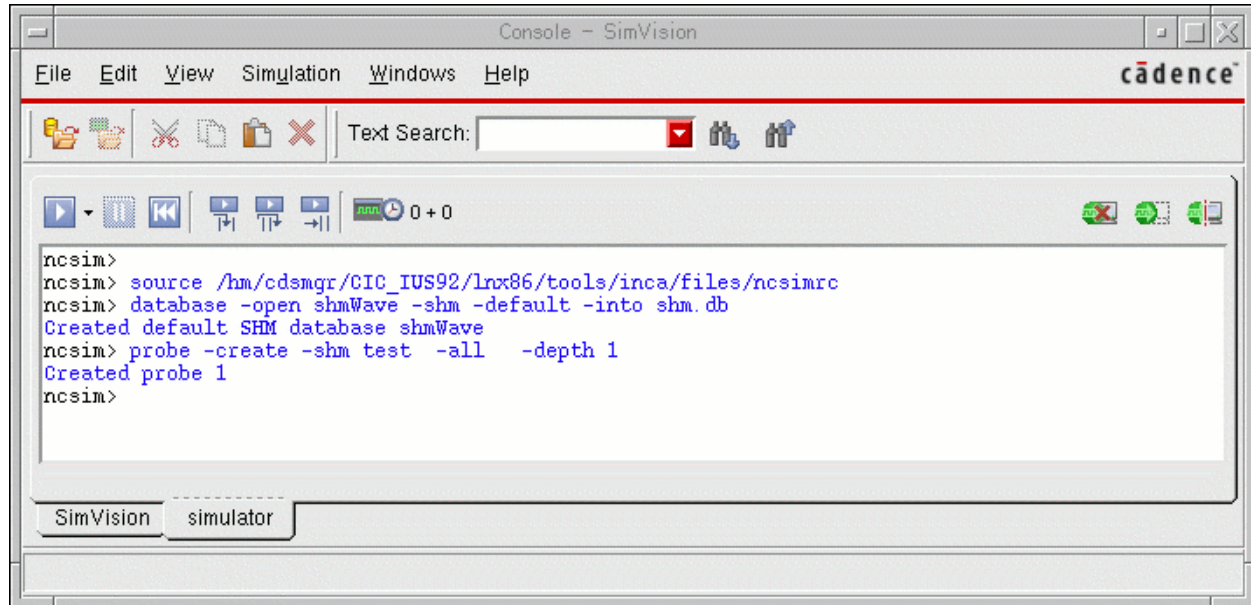 Console - SimVision
File Edit View Simulation Windows Help cādence™
Text Search:
0 + 0
ncsim>
ncsim> source /hm/cdsmgr/CIC_IUS92/lnx86/tools/inca/files/ncsimrc
ncsim> database -open shmWave -shm -default -into shm.db
Created default SHM database shmWave
ncsim> probe -create -shm test  -all   -depth 1
Created probe 1
ncsim>
SimVision simulator